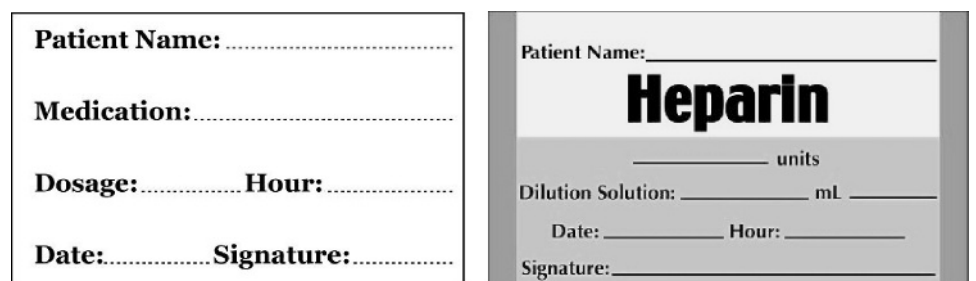 Patient Name:
Medication:
Dosage: Hour:
Date: Signature:
Patient Name:
Heparin
units
Dilution Solution: mL
Date: Hour:
Signature: